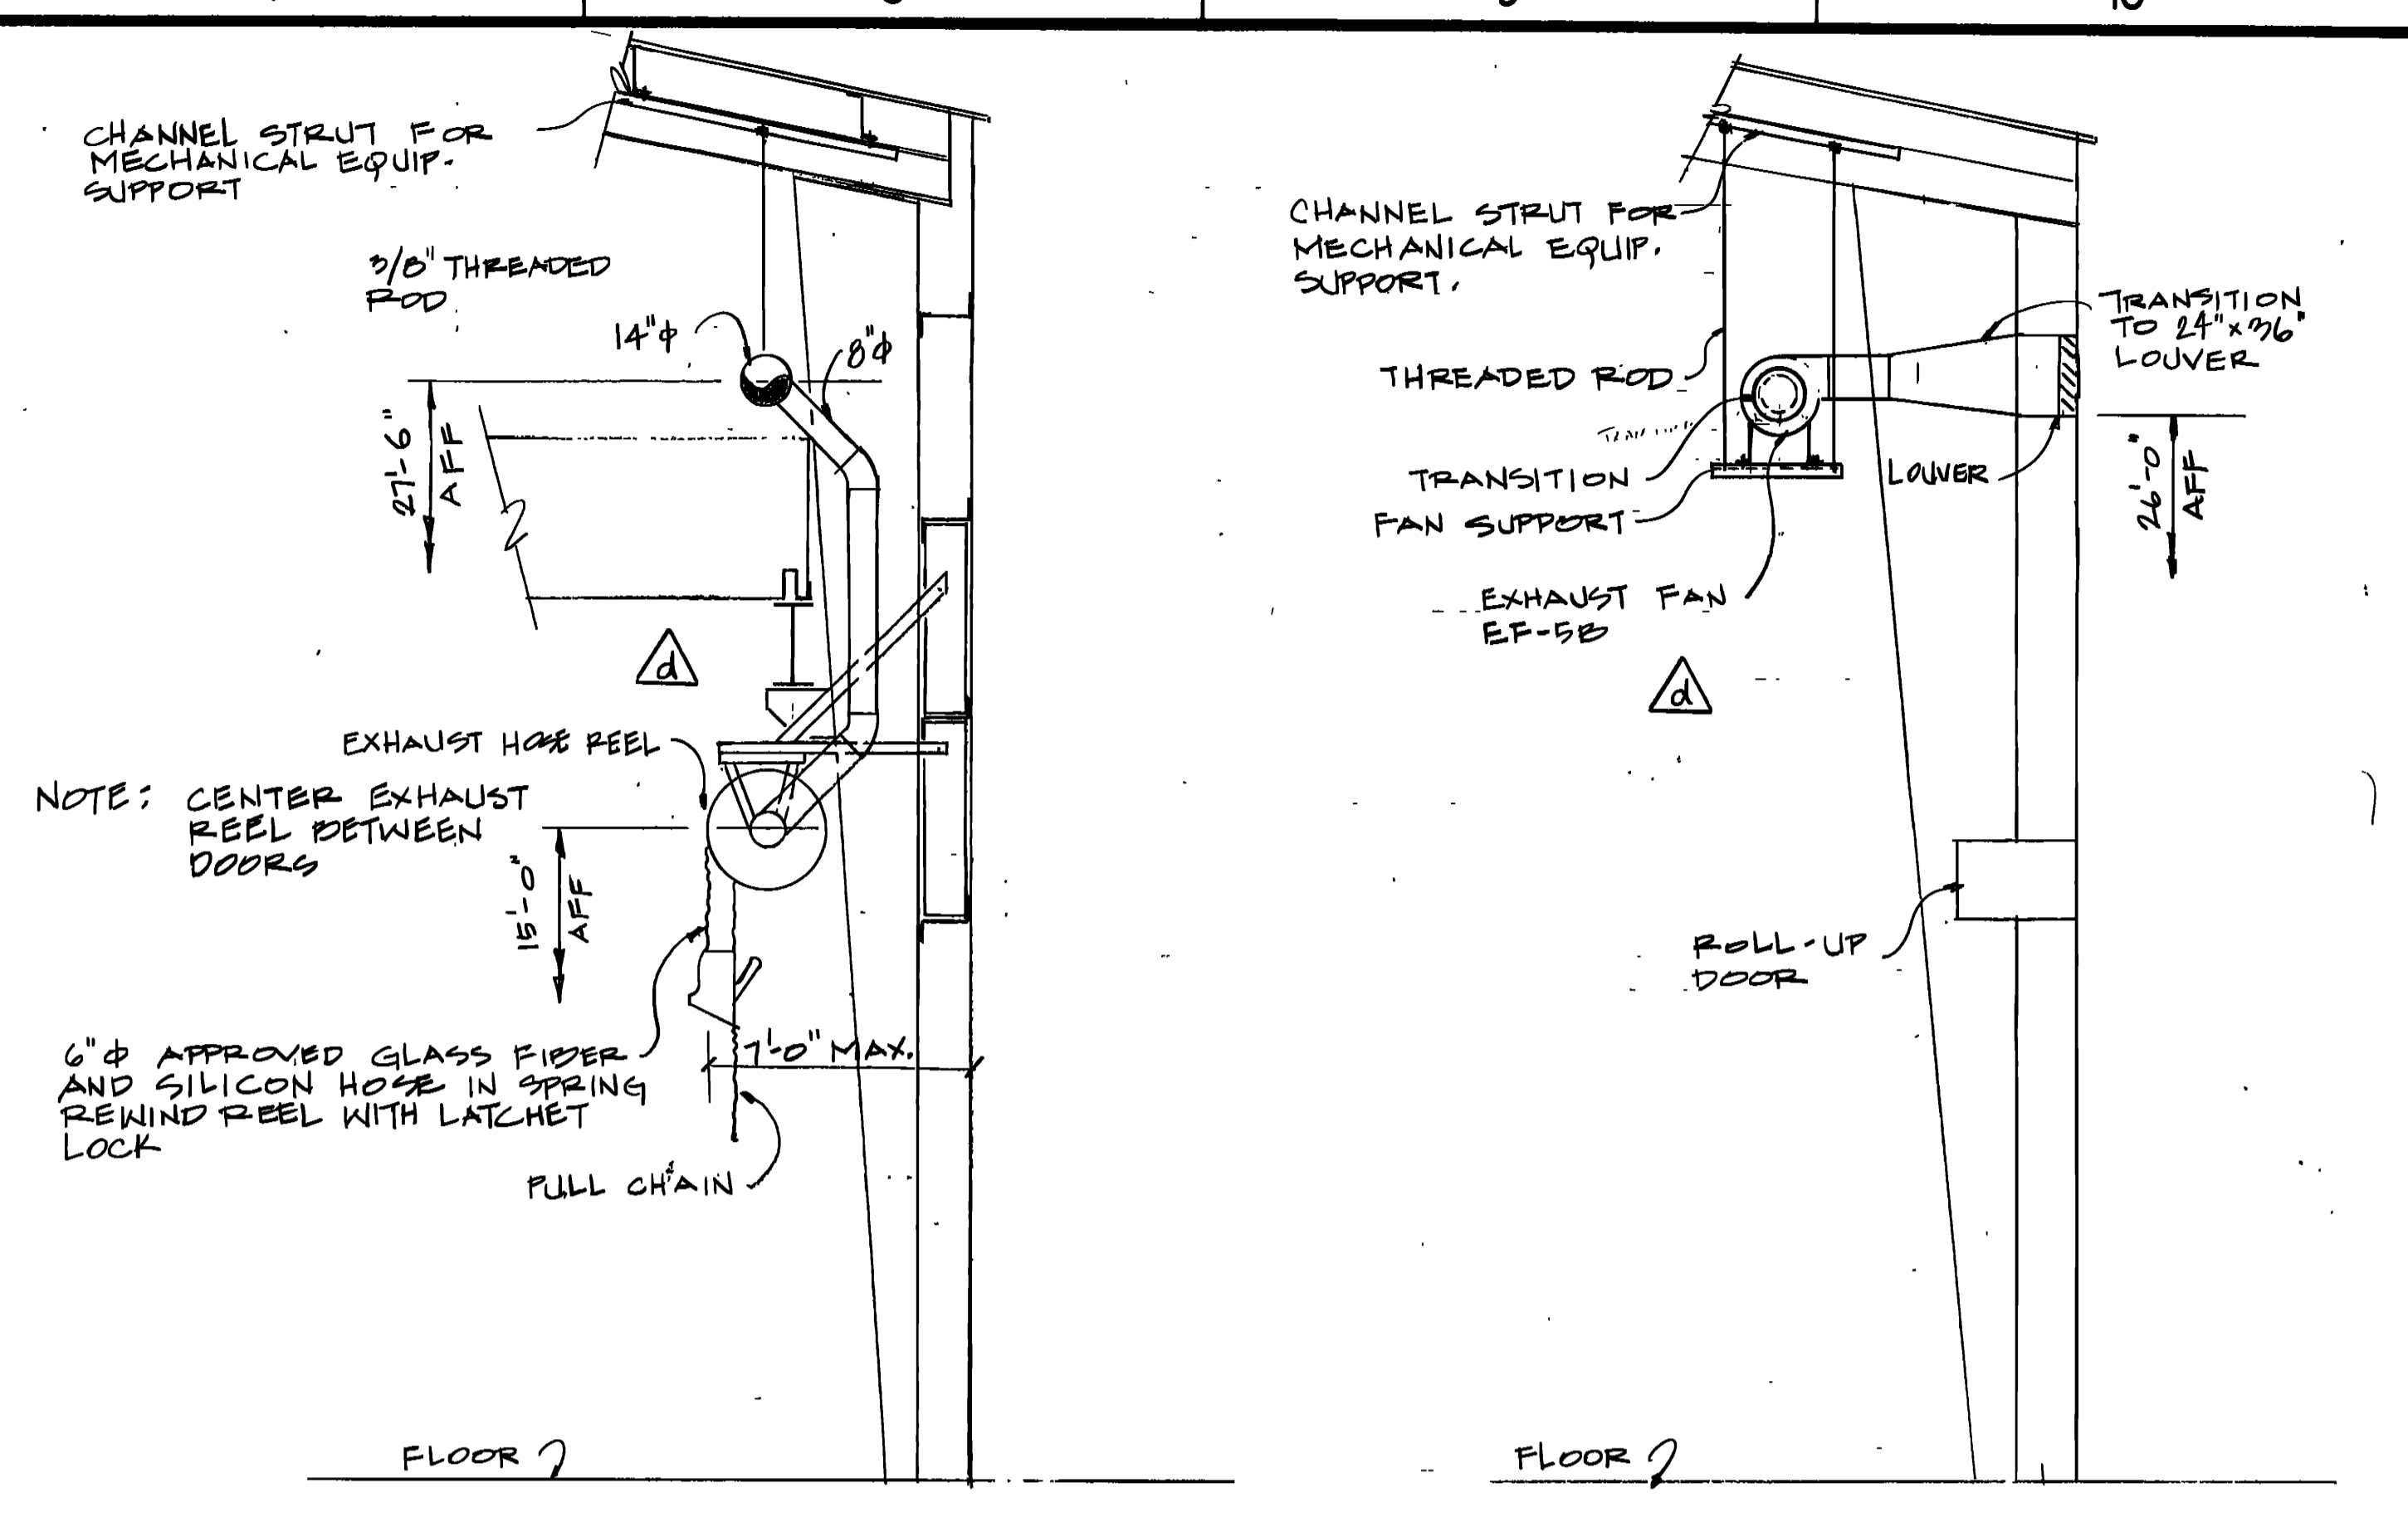 CHANNEL STRUT FOR
MECHANICAL EQUIP.
SUPPORT
3/8" THREADED
ROD
14"ϕ
8"ϕ
27'-6"
AFF
d
EXHAUST HOSE REEL
NOTE: CENTER EXHAUST
REEL BETWEEN
DOORS
15'-0"
AFF
6"ϕ APPROVED GLASS FIBER
AND SILICON HOSE IN SPRING
REWIND REEL WITH LATCHET
LOCK
7'-0" MAX.
PULL CHAIN
FLOOR
CHANNEL STRUT FOR
MECHANICAL EQUIP.
SUPPORT.
TRANSITION
TO 24"x36"
LOUVER
THREADED ROD
TRANSITION
FAN SUPPORT
LOUVER
26'-0"
AFF
EXHAUST FAN
EF-5B
d
ROLL-UP
DOOR
FLOOR